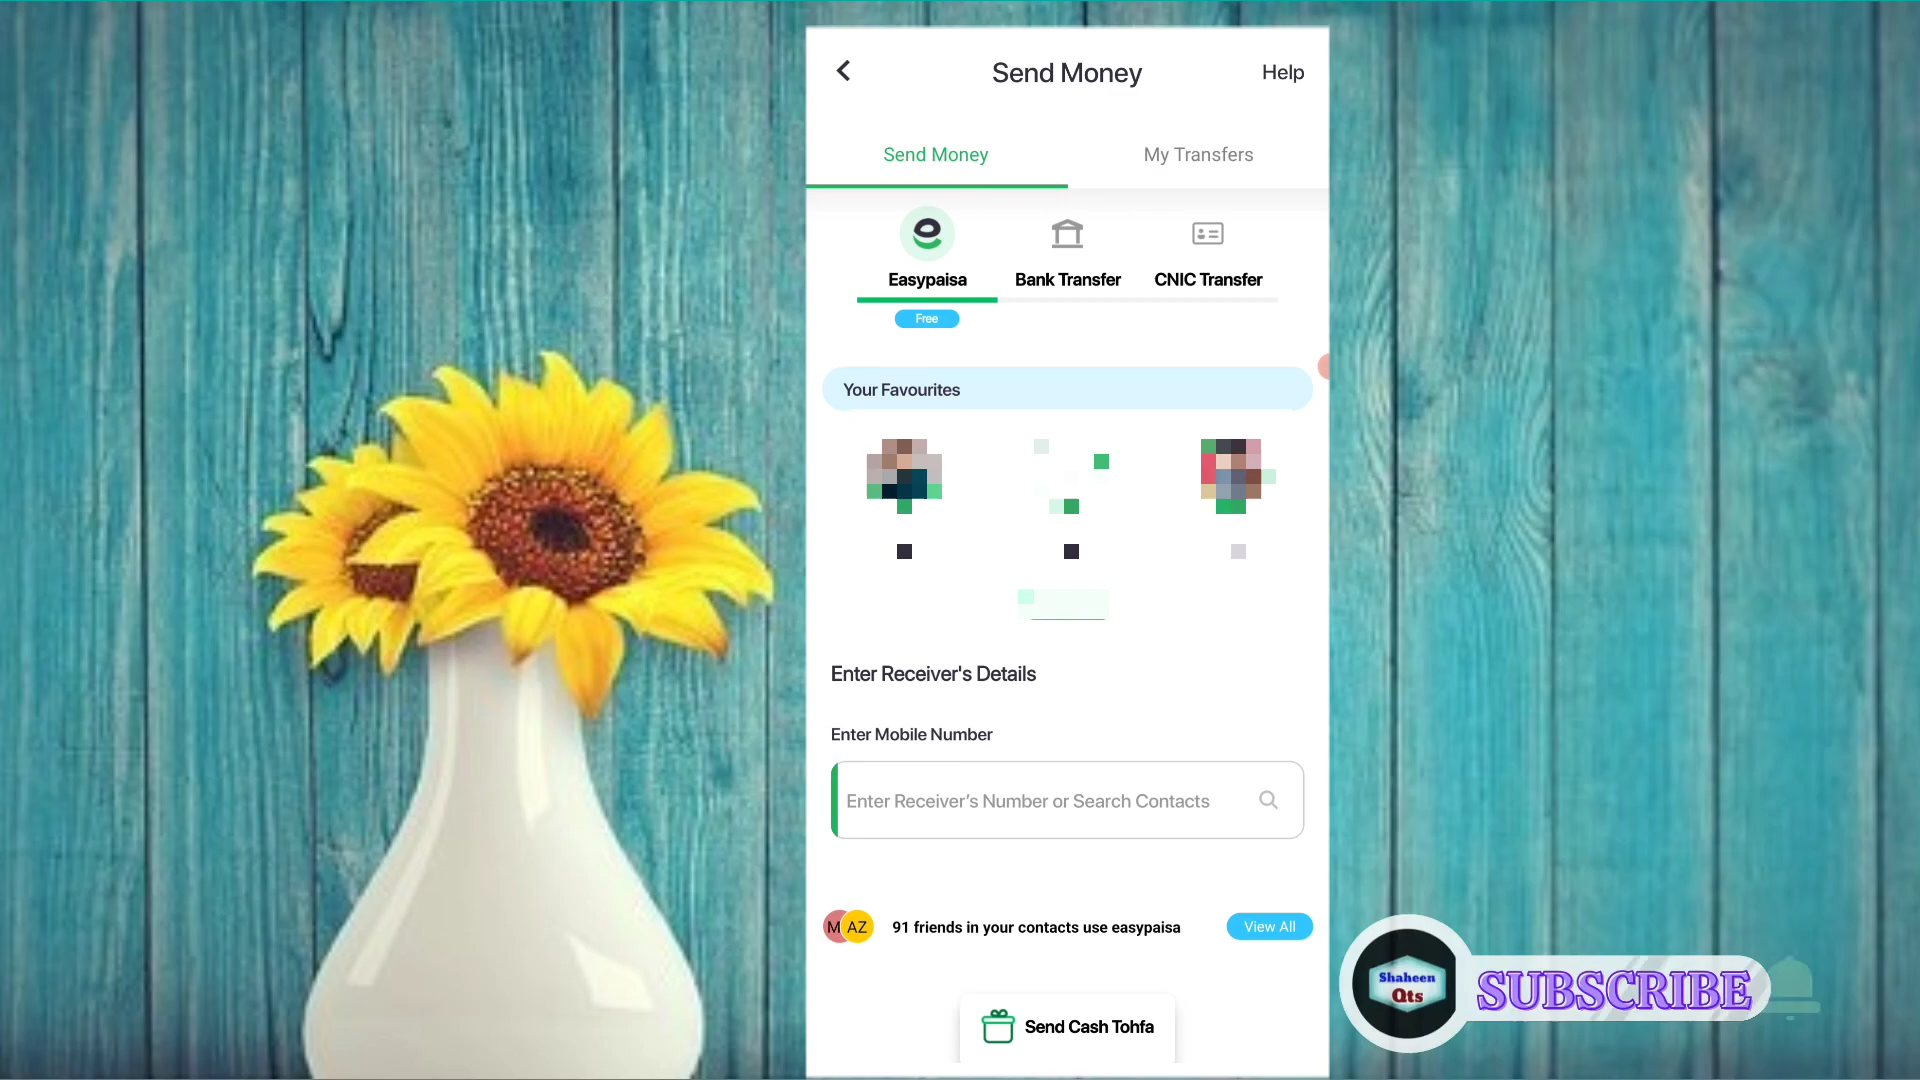 Send Money
Help
Send Money
My Transfers
Easypaisa
Bank Transfer
CNIC Transfer
Free
Your Favourites
Enter Receiver's Details
Enter Mobile Number
Enter Receiver's Number or Search Contacts
M AZ
91 friends in your contacts use easypaisa
View All
Send Cash Tohfa
Shaheen
Qts
SUBSCRIBE